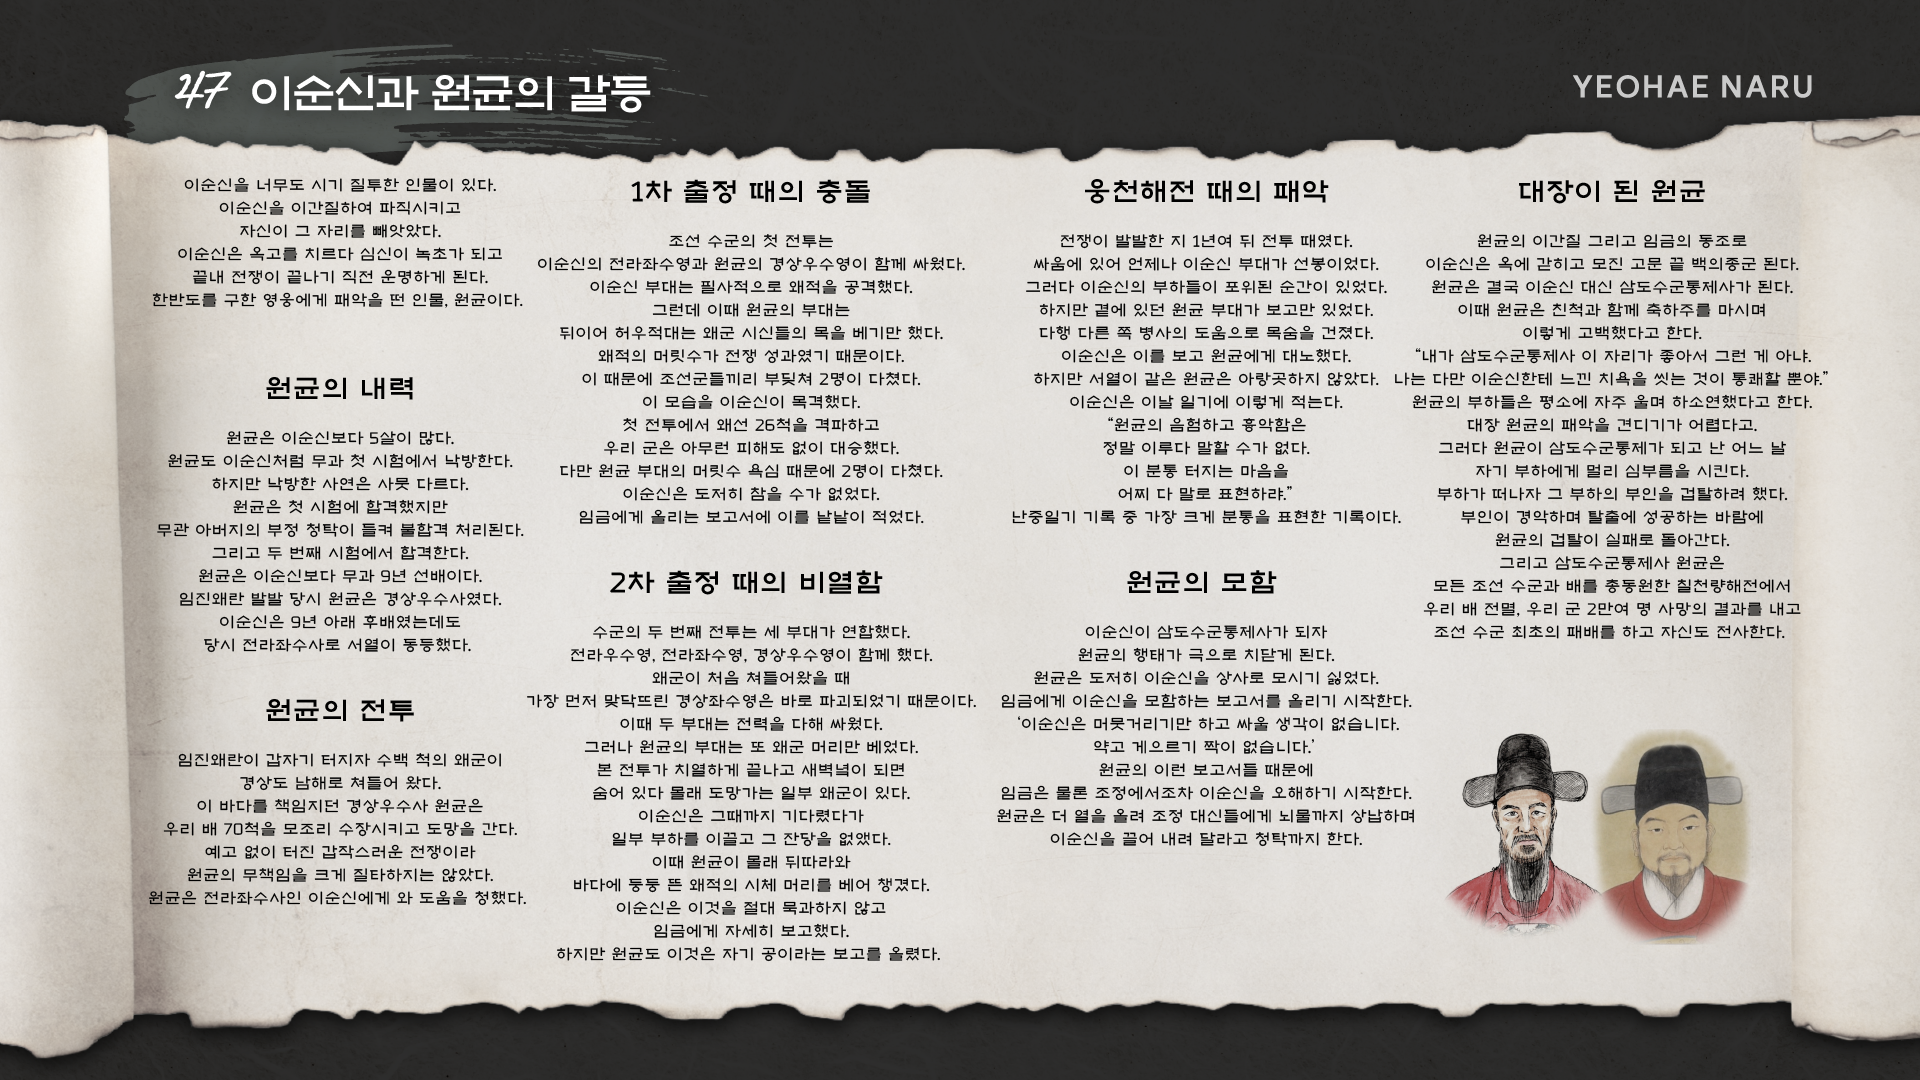 47 이순신과 원균의 갈등
YEOHAE NARU
이순신을 너무도 시기 질투한 인물이 있다.
이순신을 이간질하여 파직시키고
자신이 그 자리를 빼앗았다.
이순신은 옥고를 치르다 심신이 녹초가 되고
끝내 전쟁이 끝나기 직전 운명하게 된다.
한반도를 구한 영웅에게 패악을 떤 인물, 원균이다.
원균의 내력
원균은 이순신보다 5살이 많다.
원균도 이순신처럼 무과 첫 시험에서 낙방한다.
하지만 낙방한 사연은 사뭇 다르다.
원균은 첫 시험에 합격했지만
무관 아버지의 부정 청탁이 들켜 불합격 처리된다.
그리고 두 번째 시험에서 합격한다.
원균은 이순신보다 무과 9년 선배이다.
임진왜란 발발 당시 원균은 경상우수사였다.
이순신은 9년 아래 후배였는데도
당시 전라좌수사로 서열이 동등했다.
원균의 전투
임진왜란이 갑자기 터지자 수백 척의 왜군이
경상도 남해로 쳐들어 왔다.
이 바다를 책임지던 경상우수사 원균은
우리 배 70척을 모조리 수장시키고 도망을 간다.
예고 없이 터진 갑작스러운 전쟁이라
원균의 무책임을 크게 질타하지는 않았다.
원균은 전라좌수사인 이순신에게 와 도움을 청했다.
1차 출정 때의 충돌
조선 수군의 첫 전투는
이순신의 전라좌수영과 원균의 경상우수영이 함께 싸웠다.
이순신 부대는 필사적으로 왜적을 공격했다.
그런데 이때 원균의 부대는
뒤이어 허우적대는 왜군 시신들의 목을 베기만 했다.
왜적의 머릿수가 전쟁 성과였기 때문이다.
이 때문에 조선군들끼리 부딪쳐 2명이 다쳤다.
이 모습을 이순신이 목격했다.
첫 전투에서 왜선 26척을 격파하고
우리 군은 아무런 피해도 없이 대승했다.
다만 원균 부대의 머릿수 욕심 때문에 2명이 다쳤다.
이순신은 도저히 참을 수가 없었다.
임금에게 올리는 보고서에 이를 낱낱이 적었다.
2차 출정 때의 비열함
수군의 두 번째 전투는 세 부대가 연합했다.
전라우수영, 전라좌수영, 경상우수영이 함께 했다.
왜군이 처음 쳐들어왔을 때
가장 먼저 맞닥뜨린 경상좌수영은 바로 파괴되었기 때문이다.
이때 두 부대는 전력을 다해 싸웠다.
그러나 원균의 부대는 또 왜군 머리만 베었다.
본 전투가 치열하게 끝나고 새벽녘이 되면
숨어 있다 몰래 도망가는 일부 왜군이 있다.
이순신은 그때까지 기다렸다가
일부 부하를 이끌고 그 잔당을 없앴다.
이때 원균이 몰래 뒤따라와
바다에 둥둥 뜬 왜적의 시체 머리를 베어 챙겼다.
이순신은 이것을 절대 묵과하지 않고
임금에게 자세히 보고했다.
하지만 원균도 이것은 자기 공이라는 보고를 올렸다.
웅천해전 때의 패악
전쟁이 발발한 지 1년여 뒤 전투 때였다.
싸움에 있어 언제나 이순신 부대가 선봉이었다.
그러다 이순신의 부하들이 포위된 순간이 있었다.
하지만 곁에 있던 원균 부대가 보고만 있었다.
다행 다른 쪽 병사의 도움으로 목숨을 건졌다.
이순신은 이를 보고 원균에게 대노했다.
하지만 서열이 같은 원균은 아랑곳하지 않았다.
이순신은 이날 일기에 이렇게 적는다.
“원균의 음험하고 흉악함은
정말 이루다 말할 수가 없다.
이 분통 터지는 마음을
어찌 다 말로 표현하랴.”
난중일기 기록 중 가장 크게 분통을 표현한 기록이다.
원균의 모함
이순신이 삼도수군통제사가 되자
원균의 행태가 극으로 치닫게 된다.
원균은 도저히 이순신을 상사로 모시기 싫었다.
임금에게 이순신을 모함하는 보고서를 올리기 시작한다.
‘이순신은 머뭇거리기만 하고 싸울 생각이 없습니다.
약고 게으르기 짝이 없습니다.’
원균의 이런 보고서들 때문에
임금은 물론 조정에서조차 이순신을 오해하기 시작한다.
원균은 더 열을 올려 조정 대신들에게 뇌물까지 상납하며
이순신을 끌어 내려 달라고 청탁까지 한다.
대장이 된 원균
원균의 이간질 그리고 임금의 동조로
이순신은 옥에 갇히고 모진 고문 끝 백의종군 된다.
원균은 결국 이순신 대신 삼도수군통제사가 된다.
이때 원균은 친척과 함께 축하주를 마시며
이렇게 고백했다고 한다.
“내가 삼도수군통제사 이 자리가 좋아서 그런 게 아냐.
나는 다만 이순신한테 느낀 치욕을 씻는 것이 통쾌할 뿐야.”
원균의 부하들은 평소에 자주 울며 하소연했다고 한다.
대장 원균의 패악을 견디기가 어렵다고.
그러다 원균이 삼도수군통제가 되고 난 어느 날
자기 부하에게 멀리 심부름을 시킨다.
부하가 떠나자 그 부하의 부인을 겁탈하려 했다.
부인이 경악하며 탈출에 성공하는 바람에
원균의 겁탈이 실패로 돌아간다.
그리고 삼도수군통제사 원균은
모든 조선 수군과 배를 총동원한 칠천량해전에서
우리 배 전멸, 우리 군 2만여 명 사망의 결과를 내고
조선 수군 최초의 패배를 하고 자신도 전사한다.